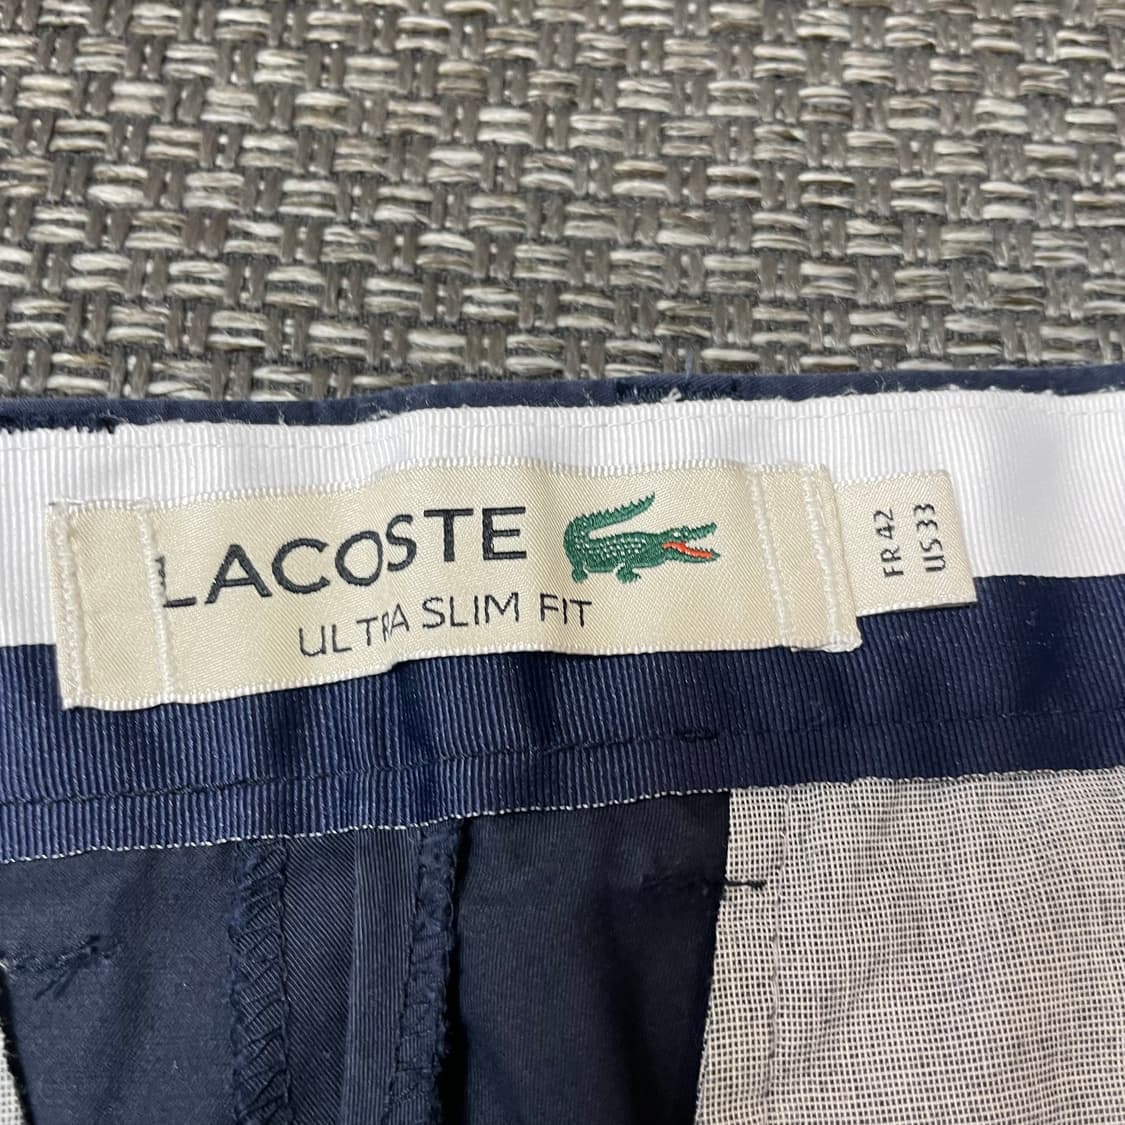 LACOSTE
ULTRA SLIM FIT
FR 42
US 33